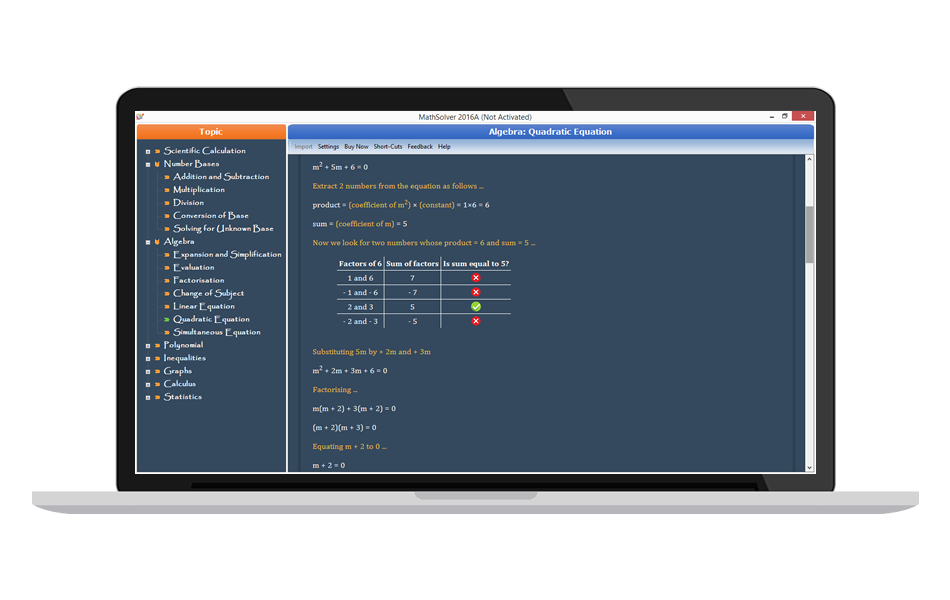 MathSolver 2016A (Not Activated)
Topic
Algebra: Quadratic Equation
Import Settings Buy Now Short-Cuts Feedback Help
Scientific Calculation
Number Bases
Addition and Subtraction
Multiplication
Division
Conversion of Base
Solving for Unknown Base
Algebra
Expansion and Simplification
Evaluation
Factorisation
Change of Subject
Linear Equation
Quadratic Equation
Simultaneous Equation
Polynomial
Inequalities
Graphs
Calculus
Statistics
m² + 5m + 6 = 0
Extract 2 numbers from the equation as follows ...
product = (coefficient of m²) × (constant) = 1×6 = 6
sum = (coefficient of m) = 5
Now we look for two numbers whose product = 6 and sum = 5 ...
Factors of 6 Sum of factors Is sum equal to 5?
1 and 6 7
- 1 and - 6 - 7
2 and 3 5
- 2 and - 3 - 5
Substituting 5m by + 2m and + 3m
m² + 2m + 3m + 6 = 0
Factorising ...
m(m + 2) + 3(m + 2) = 0
(m + 2)(m + 3) = 0
Equating m + 2 to 0 ...
m + 2 = 0